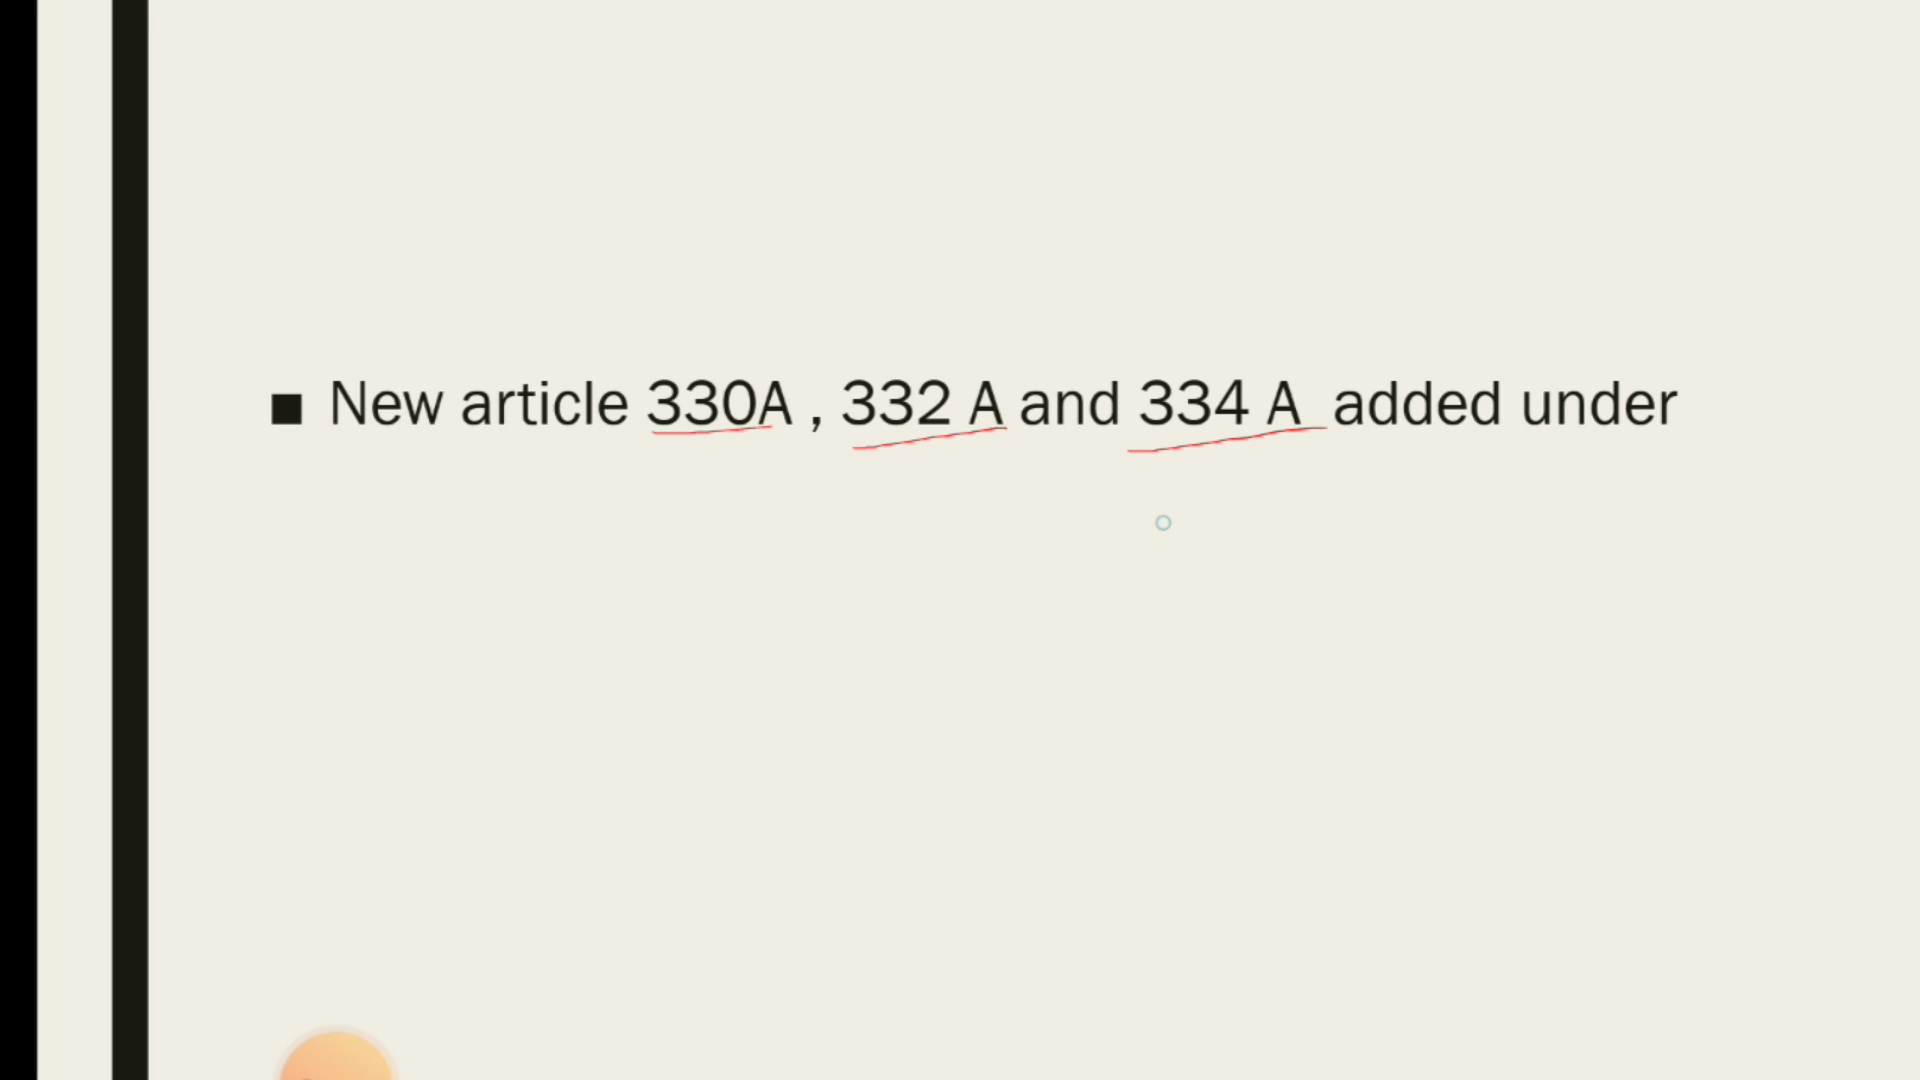 ■ New article 330A , 332 A and 334 A added under